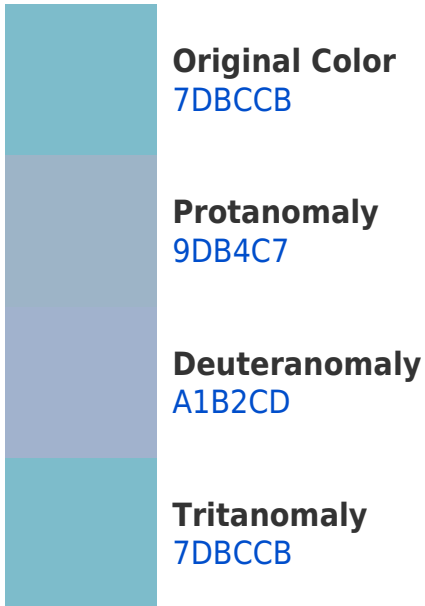 Original Color
7DBCCB
Protanomaly
9DB4C7
Deuteranomaly
A1B2CD
Tritanomaly
7DBCCB